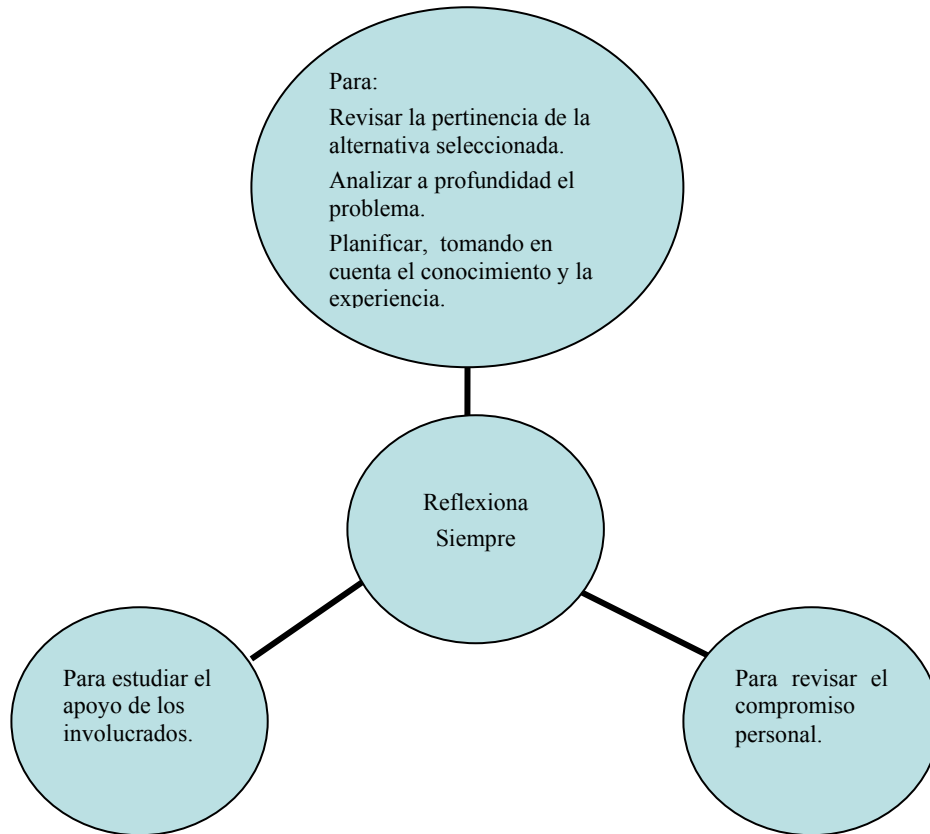 Para:
Revisar la pertinencia de la
alternativa seleccionada.
Analizar a profundidad el
problema.
Planificar, tomando en
cuenta el conocimiento y la
experiencia.
Reflexiona
Siempre
Para estudiar el
apoyo de los
involucrados.
Para revisar el
compromiso
personal.